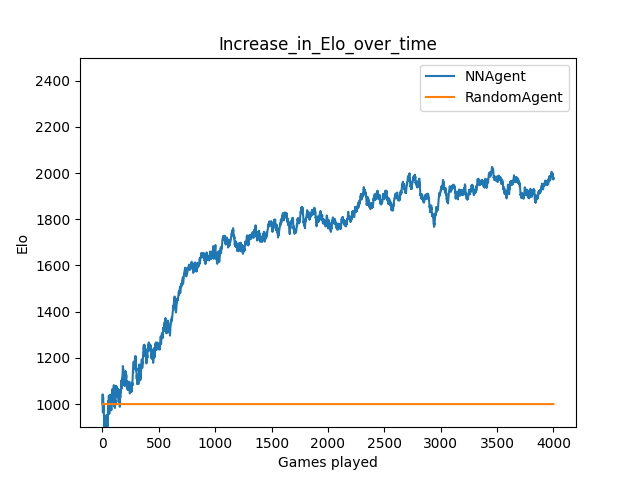 Increase_in_Elo_over_time
NNAgent
RandomAgent
2400
2200
2000
1800
1600
1400
1200
1000
Elo
0 500 1000 1500 2000 2500 3000 3500 4000
Games played